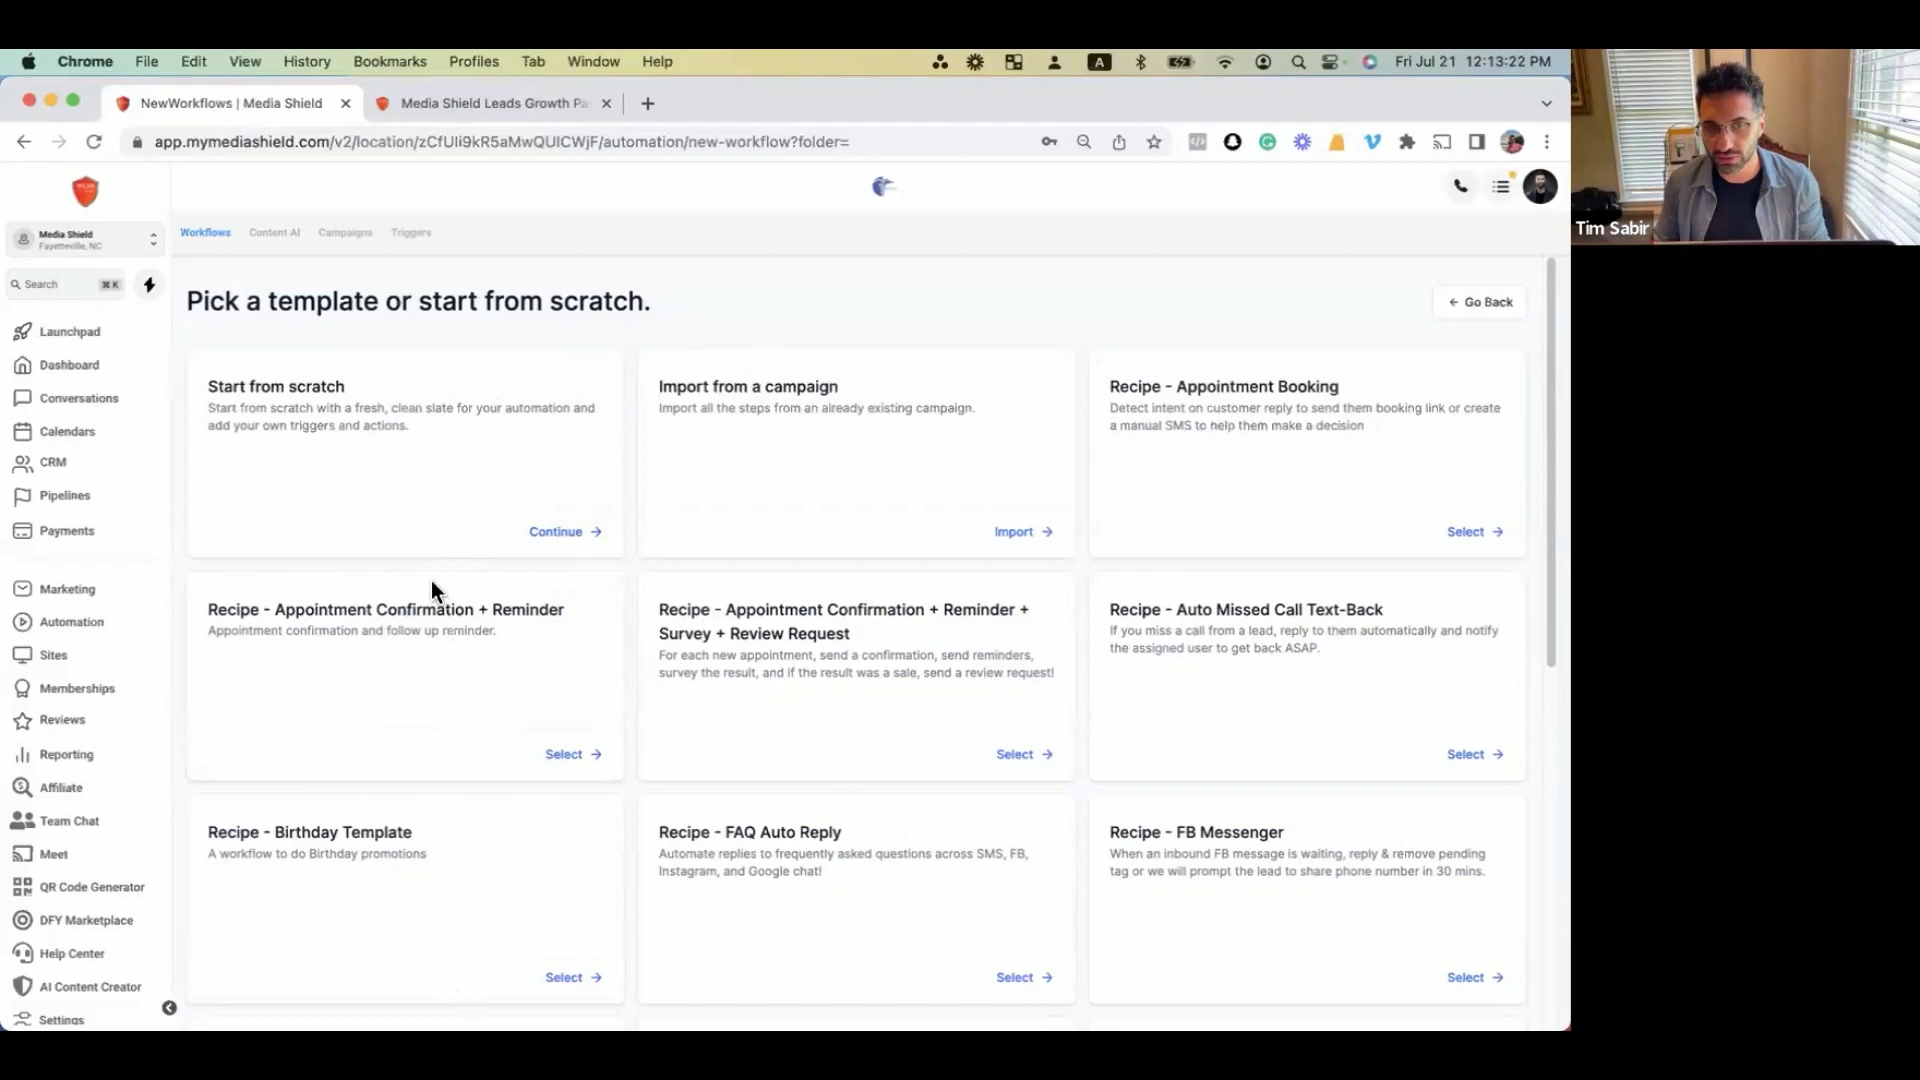 Chrome File Edit View History Bookmarks Profiles Tab Window Help
A
Fri Jul 21 12:13:22 PM
NewWorkflows | Media Shield
Media Shield Leads Growth Pa
app.mymediashield.com/v2/location/zCfUIi9kR5aMwQUICWjF/automation/new-workflow?folder=
Tim Sabir
Media Shield
Fayetteville, NC
Search ⌘ K
Launchpad
Dashboard
Conversations
Calendars
CRM
Pipelines
Payments
Marketing
Automation
Sites
Memberships
Reviews
Reporting
Affiliate
Team Chat
Meet
QR Code Generator
DFY Marketplace
Help Center
AI Content Creator
Settings
Workflows Content AI Campaigns Triggers
Pick a template or start from scratch.
← Go Back
Start from scratch
Start from scratch with a fresh, clean slate for your automation and
add your own triggers and actions.
Continue →
Import from a campaign
Import all the steps from an already existing campaign.
Import →
Recipe - Appointment Booking
Detect intent on customer reply to send them booking link or create
a manual SMS to help them make a decision
Select →
Recipe - Appointment Confirmation + Reminder
Appointment confirmation and follow up reminder.
Select →
Recipe - Appointment Confirmation + Reminder +
Survey + Review Request
For each new appointment, send a confirmation, send reminders,
survey the result, and if the result was a sale, send a review request!
Select →
Recipe - Auto Missed Call Text-Back
If you miss a call from a lead, reply to them automatically and notify
the assigned user to get back ASAP.
Select →
Recipe - Birthday Template
A workflow to do Birthday promotions
Select →
Recipe - FAQ Auto Reply
Automate replies to frequently asked questions across SMS, FB,
Instagram, and Google chat!
Select →
Recipe - FB Messenger
When an inbound FB message is waiting, reply & remove pending
tag or we will prompt the lead to share phone number in 30 mins.
Select →